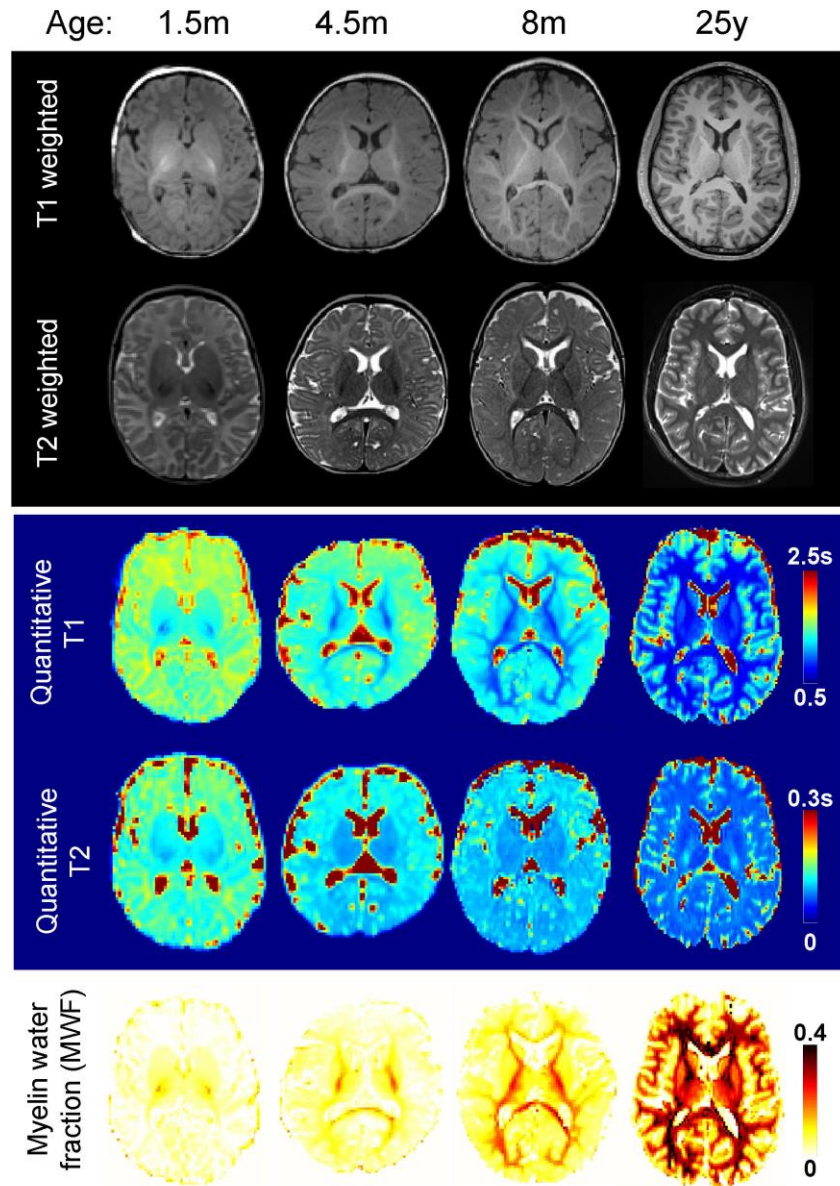 Age: 1.5m 4.5m 8m 25y
T1 weighted
T2 weighted
Quantitative
T1
2.5s
0.5
Quantitative
T2
0.3s
0
Myelin water
fraction (MWF)
0.4
0